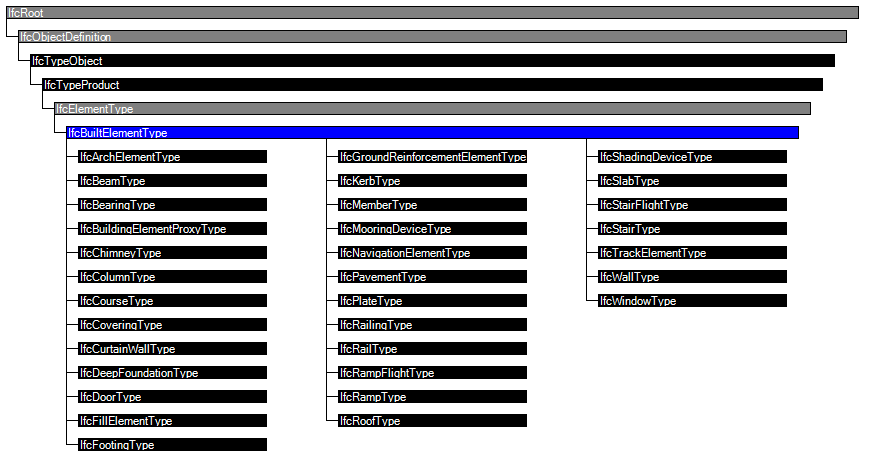 IfcRoot
IfcObjectDefinition
IfcTypeObject
IfcTypeProduct
IfcElementType
IfcBuiltElementType
IfcArchElementType
IfcBeamType
IfcBearingType
IfcBuildingElementProxyType
IfcChimneyType
IfcColumnType
IfcCourseType
IfcCoveringType
IfcCurtainWallType
IfcDeepFoundationType
IfcDoorType
IfcFillElementType
IfcFootingType
IfcGroundReinforcementElementType
IfcKerbType
IfcMemberType
IfcMooringDeviceType
IfcNavigationElementType
IfcPavementType
IfcPlateType
IfcRailingType
IfcRailType
IfcRampFlightType
IfcRampType
IfcRoofType
IfcShadingDeviceType
IfcSlabType
IfcStairFlightType
IfcStairType
IfcTrackElementType
IfcWallType
IfcWindowType